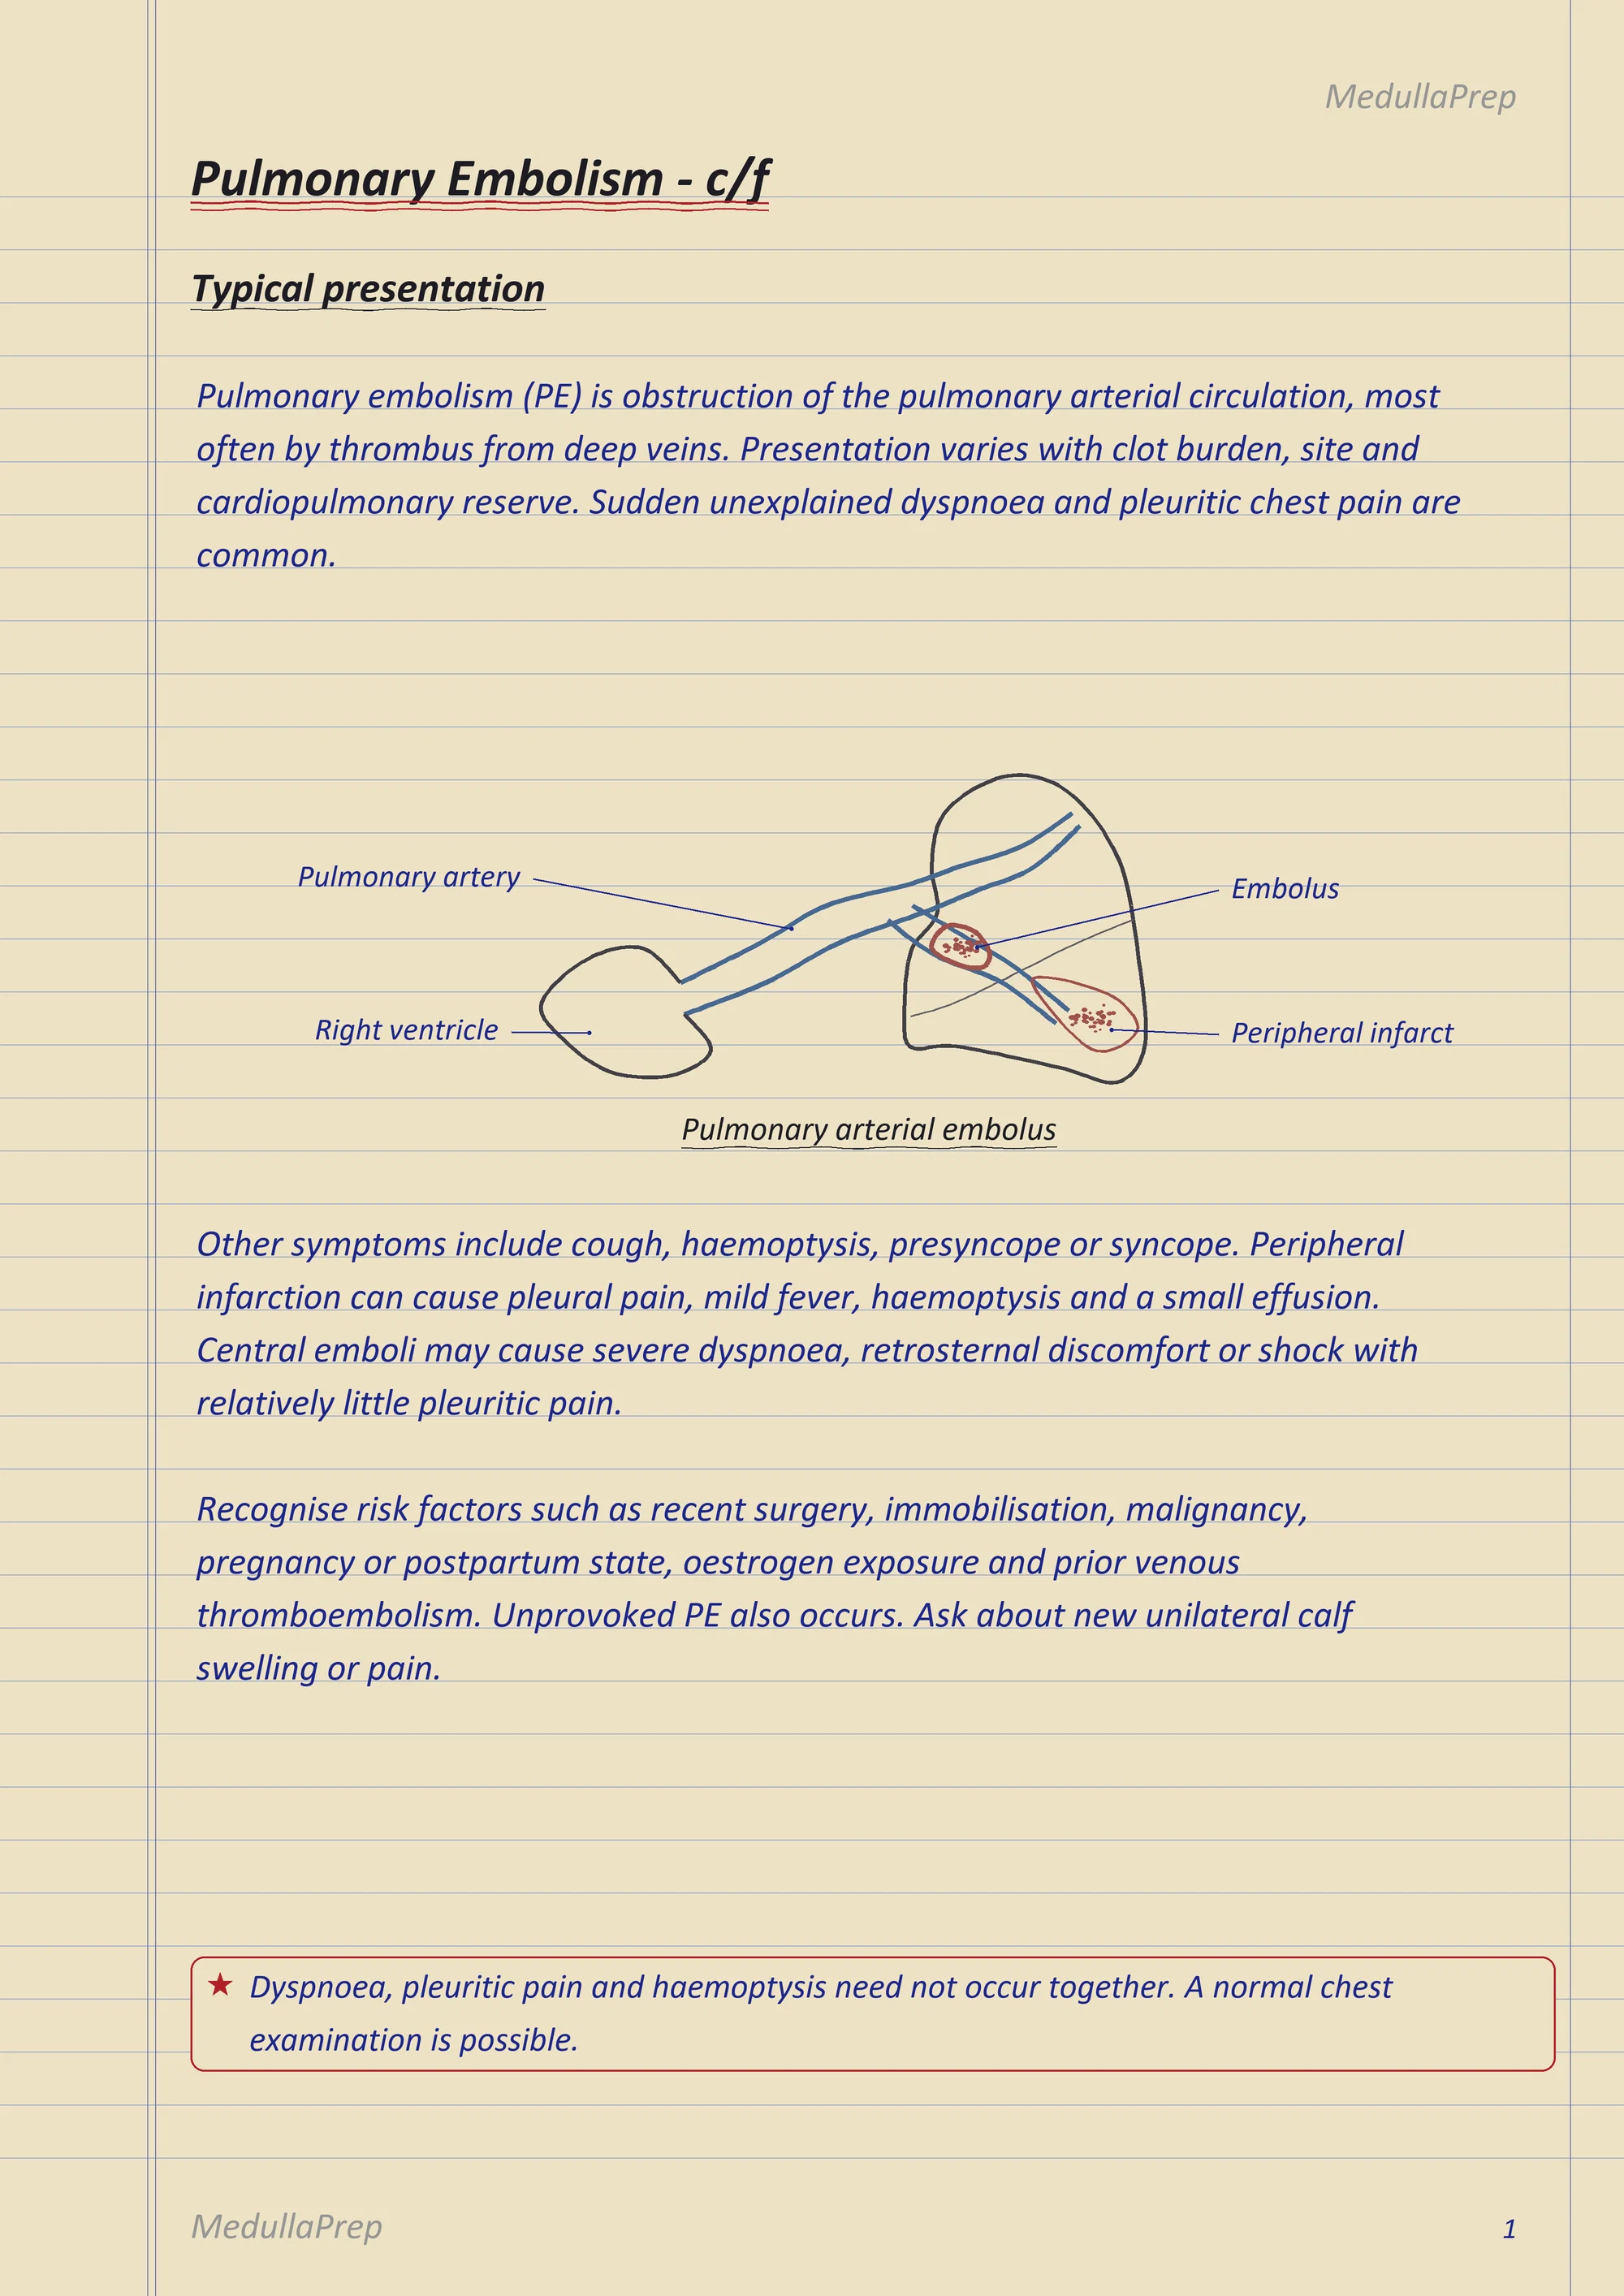 MedullaPrep
Pulmonary Embolism - c/f
Typical presentation
Pulmonary embolism (PE) is obstruction of the pulmonary arterial circulation, most
often by thrombus from deep veins. Presentation varies with clot burden, site and
cardiopulmonary reserve. Sudden unexplained dyspnoea and pleuritic chest pain are
common.
Pulmonary artery
Embolus
Right ventricle
Peripheral infarct
Pulmonary arterial embolus
Other symptoms include cough, haemoptysis, presyncope or syncope. Peripheral
infarction can cause pleural pain, mild fever, haemoptysis and a small effusion.
Central emboli may cause severe dyspnoea, retrosternal discomfort or shock with
relatively little pleuritic pain.
Recognise risk factors such as recent surgery, immobilisation, malignancy,
pregnancy or postpartum state, oestrogen exposure and prior venous
thromboembolism. Unprovoked PE also occurs. Ask about new unilateral calf
swelling or pain.
★ Dyspnoea, pleuritic pain and haemoptysis need not occur together. A normal chest
examination is possible.
MedullaPrep
1